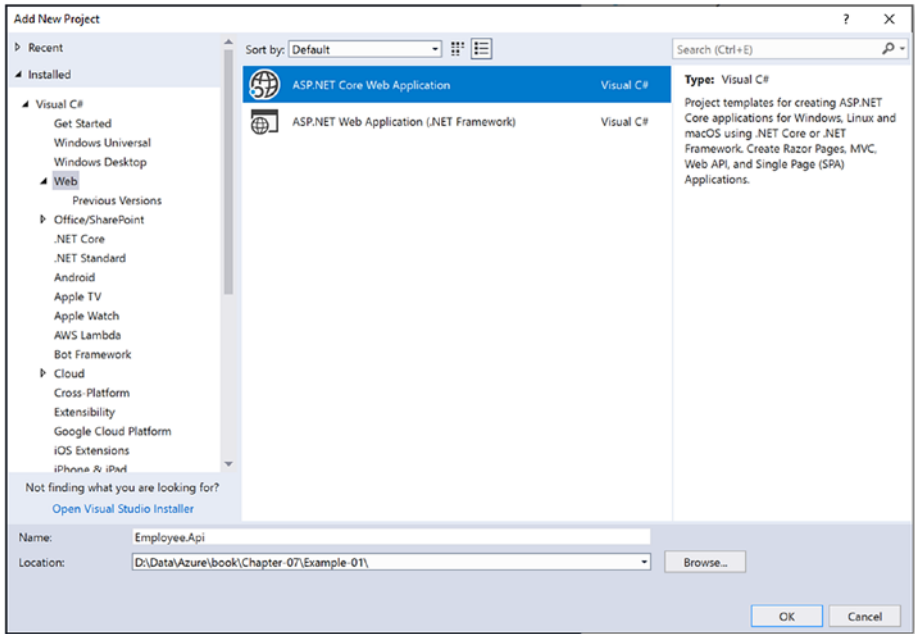 Add New Project
?
Recent
Installed
Visual C#
Get Started
Windows Universal
Windows Desktop
Web
Previous Versions
Office/SharePoint
.NET Core
.NET Standard
Android
Apple TV
Apple Watch
AWS Lambda
Bot Framework
Cloud
Cross-Platform
Extensibility
Google Cloud Platform
iOS Extensions
iPhone & iPad
Not finding what you are looking for?
Open Visual Studio Installer
Sort by: Default
ASP.NET Core Web Application Visual C#
ASP.NET Web Application (.NET Framework) Visual C#
Search (Ctrl+E)
Type: Visual C#
Project templates for creating ASP.NET
Core applications for Windows, Linux and
macOS using .NET Core or .NET
Framework. Create Razor Pages, MVC,
Web API, and Single Page (SPA)
Applications.
Name: Employee.Api
Location: D:\Data\Azure\book\Chapter-07\Example-01\
Browse...
OK Cancel